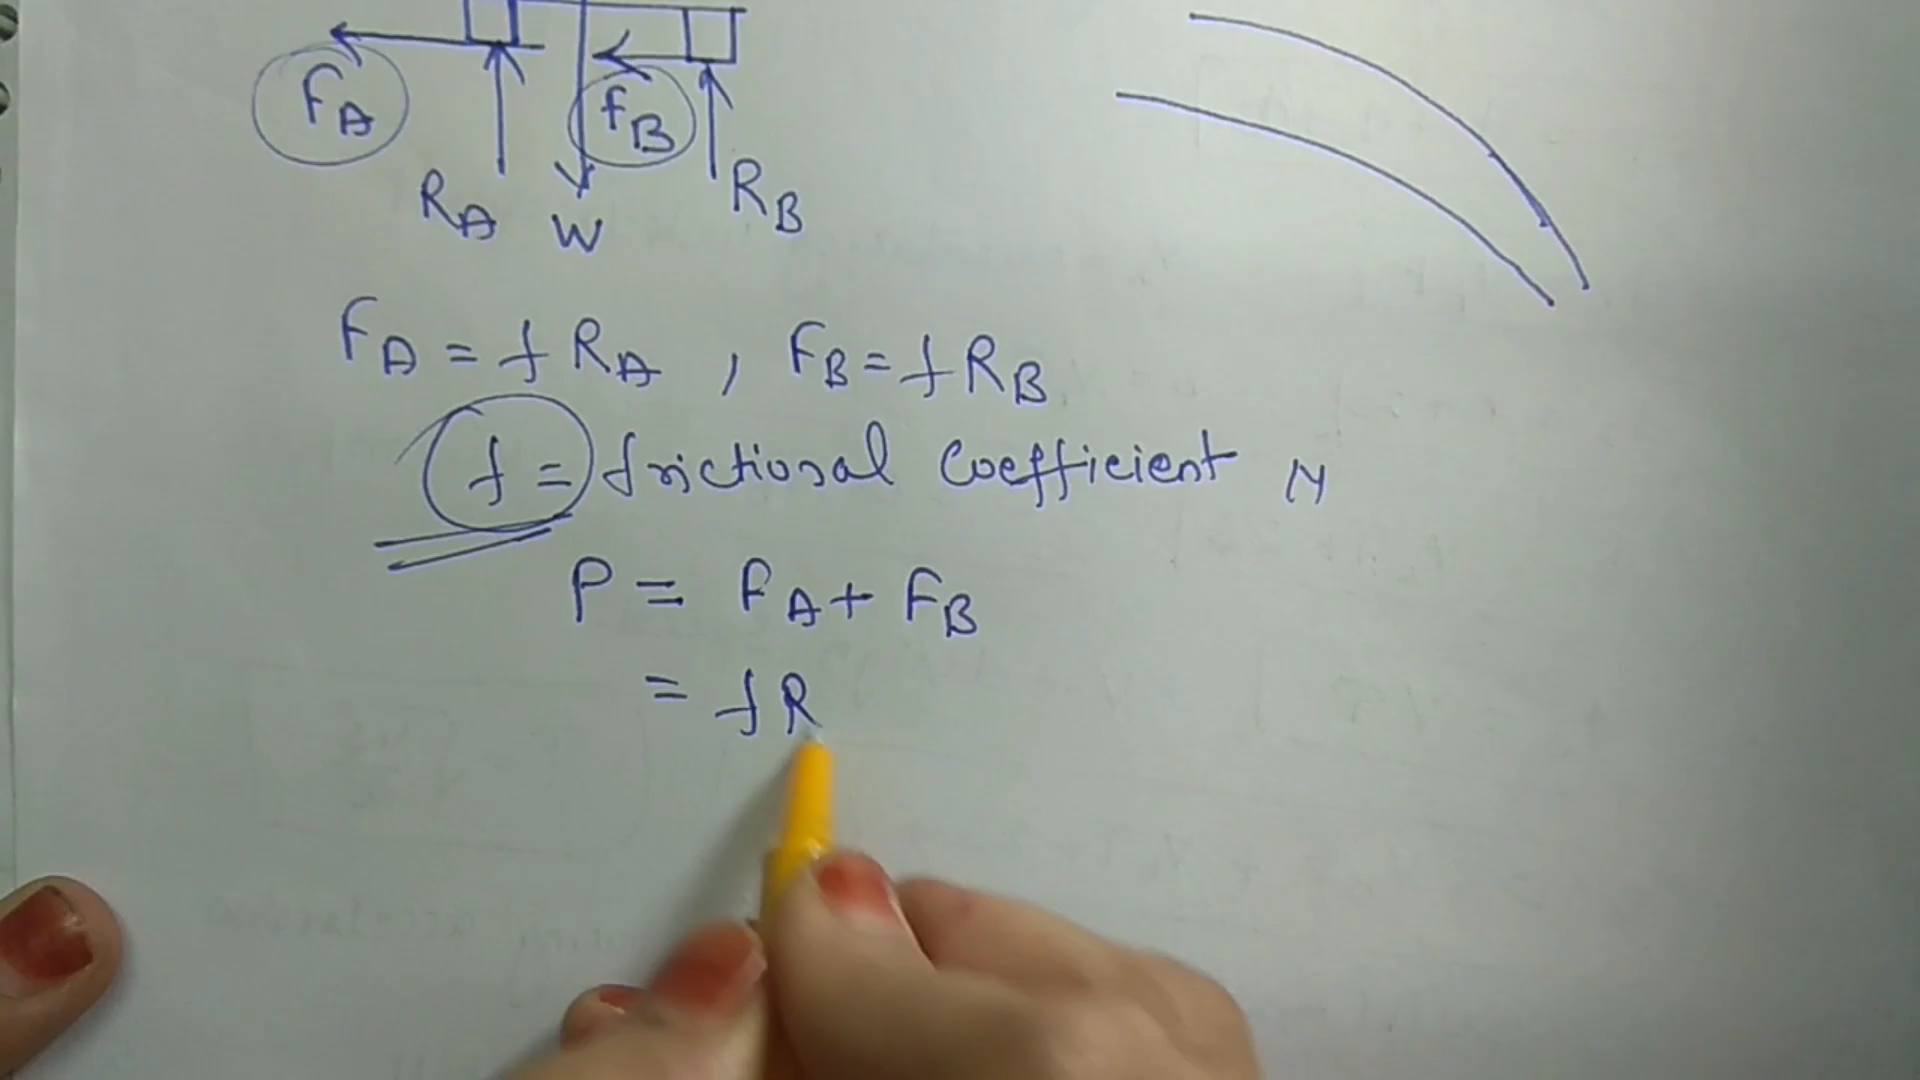 FA fB
RA W RB
FA = f RA , FB = f RB
f = frictional Coefficient
P = FA + FB
= f R